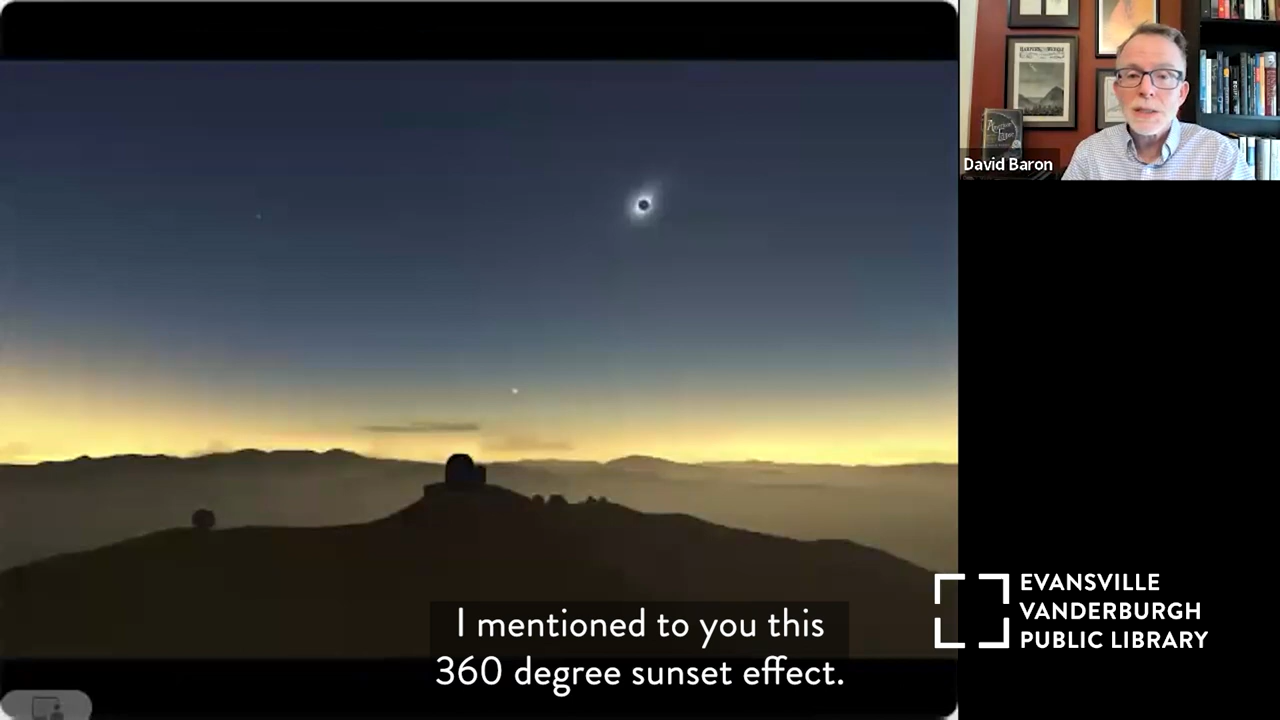 David Baron
I mentioned to you this
360 degree sunset effect.
EVANSVILLE
VANDERBURGH
PUBLIC LIBRARY